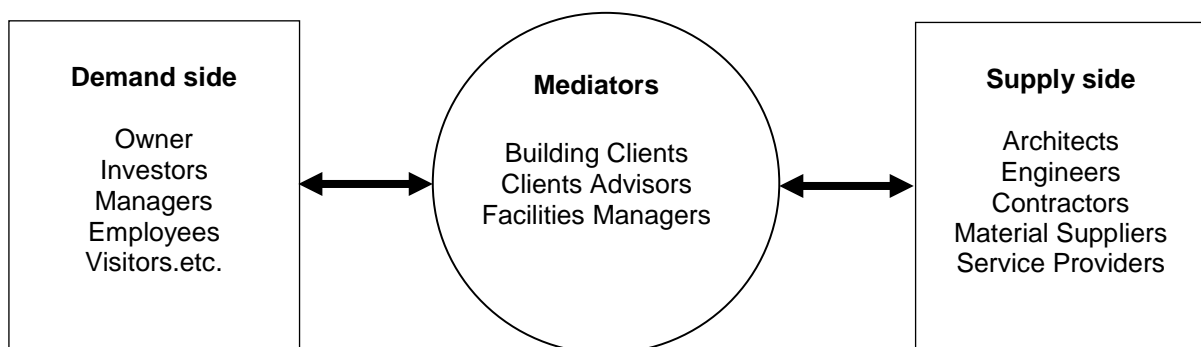 Demand side
Owner
Investors
Managers
Employees
Visitors.etc.
Mediators
Building Clients
Clients Advisors
Facilities Managers
Supply side
Architects
Engineers
Contractors
Material Suppliers
Service Providers